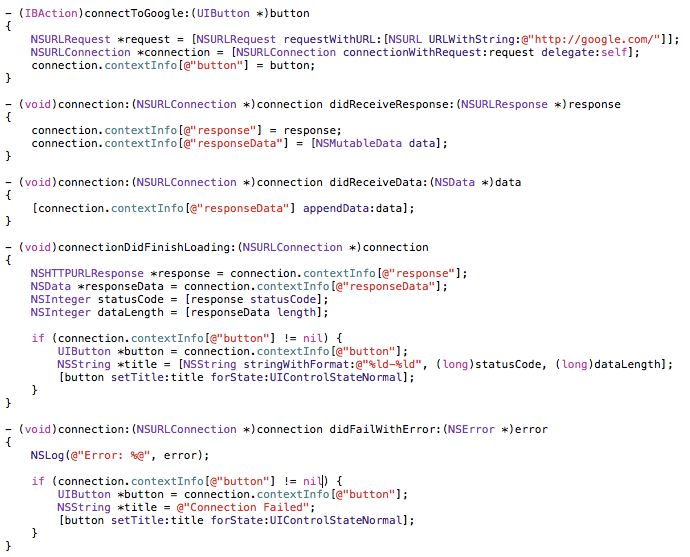 - (IBAction)connectToGoogle:(UIButton *)button
{
    NSURLRequest *request = [NSURLRequest requestWithURL:[NSURL URLWithString:@"http://google.com/"]];
    NSURLConnection *connection = [NSURLConnection connectionWithRequest:request delegate:self];
    connection.contextInfo[@"button"] = button;
}

- (void)connection:(NSURLConnection *)connection didReceiveResponse:(NSURLResponse *)response
{
    connection.contextInfo[@"response"] = response;
    connection.contextInfo[@"responseData"] = [NSMutableData data];
}

- (void)connection:(NSURLConnection *)connection didReceiveData:(NSData *)data
{
    [connection.contextInfo[@"responseData"] appendData:data];
}

- (void)connectionDidFinishLoading:(NSURLConnection *)connection
{
    NSHTTPURLResponse *response = connection.contextInfo[@"response"];
    NSData *responseData = connection.contextInfo[@"responseData"];
    NSInteger statusCode = [response statusCode];
    NSInteger dataLength = [responseData length];

    if (connection.contextInfo[@"button"] != nil) {
        UIButton *button = connection.contextInfo[@"button"];
        NSString *title = [NSString stringWithFormat:@"%ld-%ld", (long)statusCode, (long)dataLength];
        [button setTitle:title forState:UIControlStateNormal];
    }
}

- (void)connection:(NSURLConnection *)connection didFailWithError:(NSError *)error
{
    NSLog(@"Error: %@", error);

    if (connection.contextInfo[@"button"] != nil) {
        UIButton *button = connection.contextInfo[@"button"];
        NSString *title = @"Connection Failed";
        [button setTitle:title forState:UIControlStateNormal];
    }
}